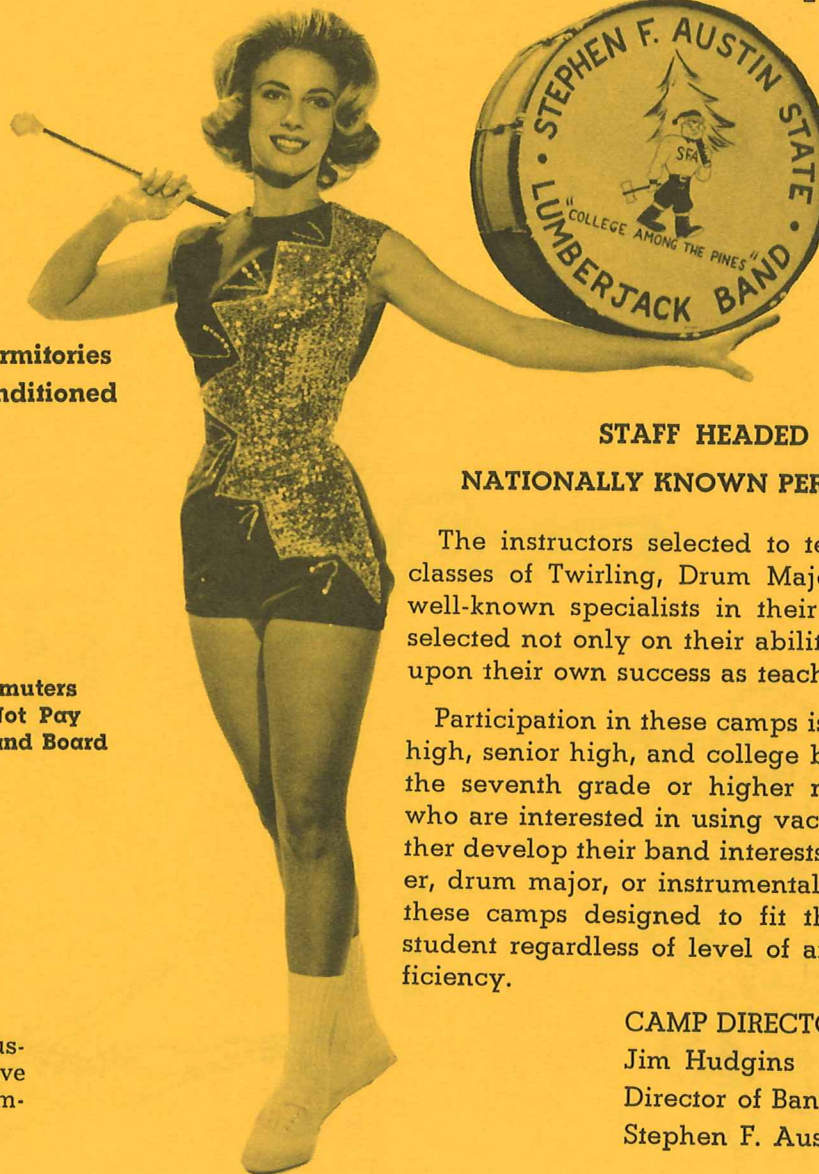 STEPHEN F. AUSTIN STATE
SFA
"COLLEGE AMONG THE PINES"
LUMBERJACK BAND
rmitories
nditioned
muters
Not Pay
and Board
us-
ve
m-
STAFF HEADED
NATIONALLY KNOWN PER
The instructors selected to te
classes of Twirling, Drum Maj
well-known specialists in their
selected not only on their abilit
upon their own success as teach
Participation in these camps is
high, senior high, and college b
the seventh grade or higher
who are interested in using vac
ther develop their band interests
er, drum major, or instrumental
these camps designed to fit th
student regardless of level of a
ficiency.
CAMP DIRECTO
Jim Hudgins
Director of Ban
Stephen F. Aus